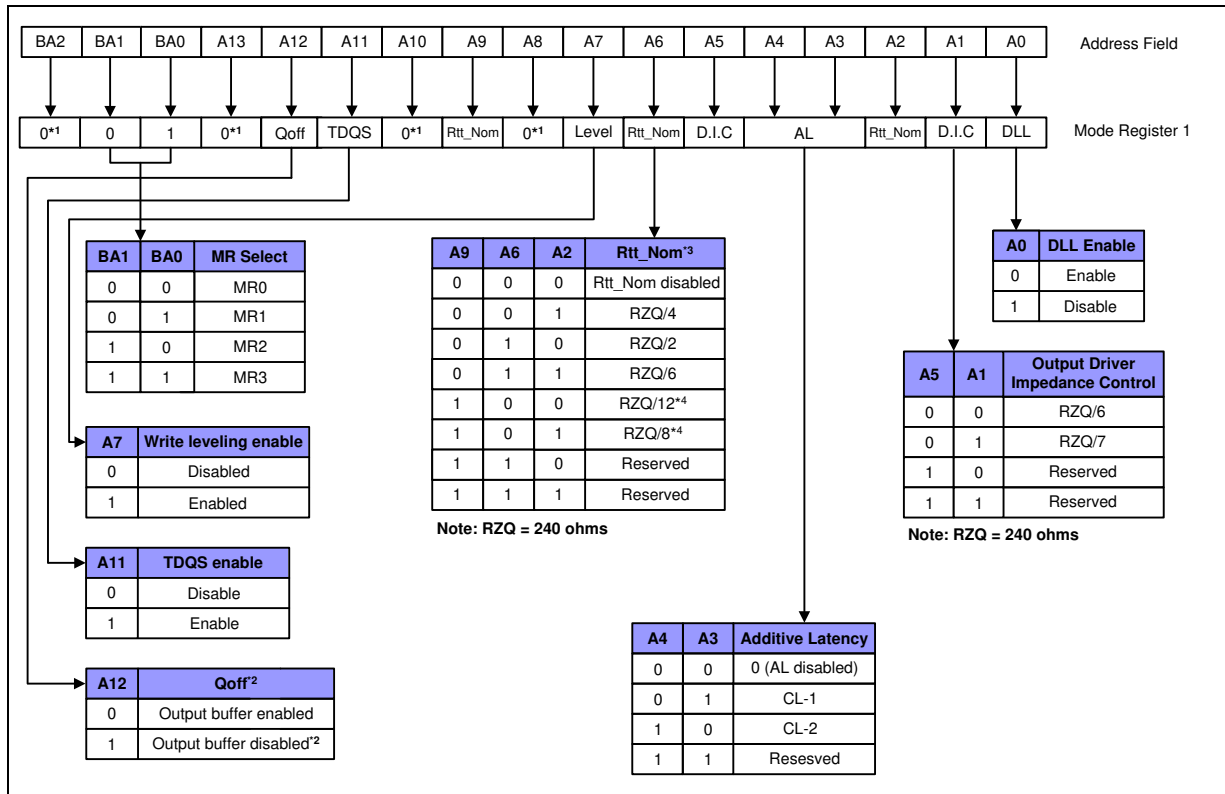 BA2 BA1 BA0 A13 A12 A11 A10 A9 A8 A7 A6 A5 A4 A3 A2 A1 A0 Address Field
0*1 0 1 0*1 Qoff TDQS 0*1 Rtt_Nom 0*1 Level Rtt_Nom D.I.C AL Rtt_Nom D.I.C DLL Mode Register 1
BA1 BA0 MR Select
0 0 MR0
0 1 MR1
1 0 MR2
1 1 MR3
A7 Write leveling enable
0 Disabled
1 Enabled
A11 TDQS enable
0 Disable
1 Enable
A12 Qoff*2
0 Output buffer enabled
1 Output buffer disabled*2
A9 A6 A2 Rtt_Nom*3
0 0 0 Rtt_Nom disabled
0 0 1 RZQ/4
0 1 0 RZQ/2
0 1 1 RZQ/6
1 0 0 RZQ/12*4
1 0 1 RZQ/8*4
1 1 0 Reserved
1 1 1 Reserved
Note: RZQ = 240 ohms
A4 A3 Additive Latency
0 0 0 (AL disabled)
0 1 CL-1
1 0 CL-2
1 1 Resesved
A0 DLL Enable
0 Enable
1 Disable
A5 A1 Output Driver
Impedance Control
0 0 RZQ/6
0 1 RZQ/7
1 0 Reserved
1 1 Reserved
Note: RZQ = 240 ohms